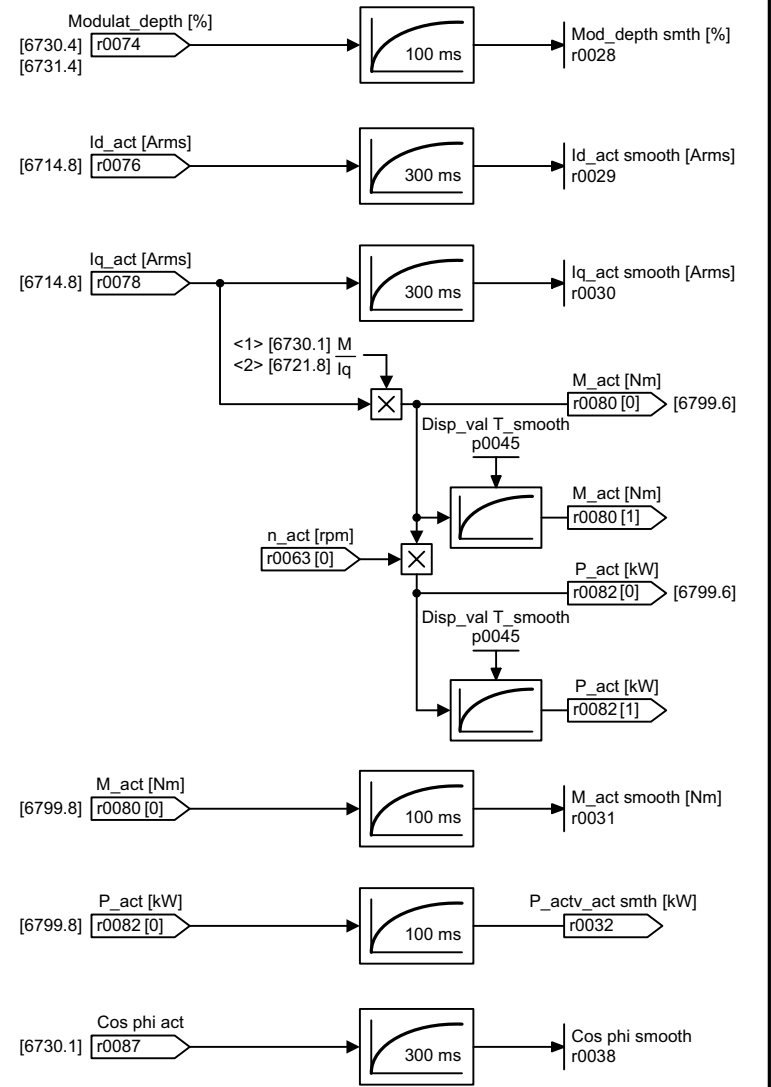 Modulat_depth [%]
[6730.4] r0074
[6731.4]
100 ms
Mod_depth smth [%]
r0028
Id_act [Arms]
[6714.8] r0076
300 ms
Id_act smooth [Arms]
r0029
Iq_act [Arms]
[6714.8] r0078
300 ms
Iq_act smooth [Arms]
r0030
<1> [6730.1] M
<2> [6721.8] Iq
M_act [Nm]
r0080 [0] [6799.6]
Disp_val T_smooth
p0045
M_act [Nm]
r0080 [1]
n_act [rpm]
r0063 [0]
P_act [kW]
r0082 [0] [6799.6]
Disp_val T_smooth
p0045
P_act [kW]
r0082 [1]
M_act [Nm]
[6799.8] r0080 [0]
100 ms
M_act smooth [Nm]
r0031
P_act [kW]
[6799.8] r0082 [0]
100 ms
P_actv_act smth [kW]
r0032
Cos phi act
[6730.1] r0087
300 ms
Cos phi smooth
r0038